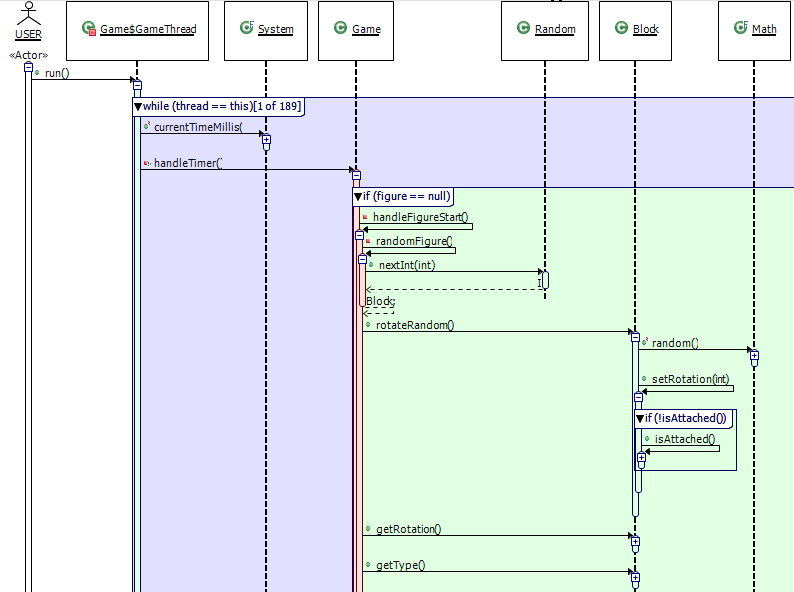 USER
«Actor»
Game$GameThread
System
Game
Random
Block
Math
run()
while (thread == this)[1 of 189]
currentTimeMillis(
handleTimer()
if (figure == null)
handleFigureStart()
randomFigure()
nextInt(int)
I
Block;
rotateRandom()
random()
setRotation(int)
if (!isAttached())
isAttached()
getRotation()
getType()